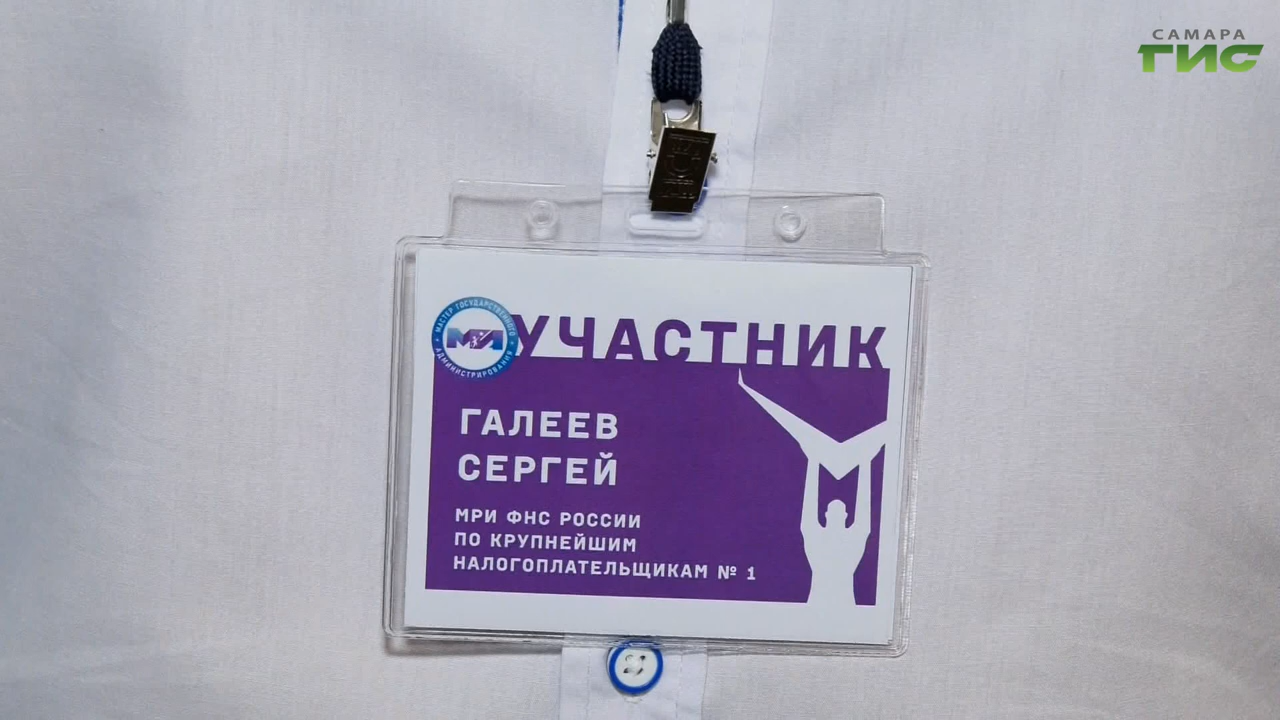 САМАРА
ГИС
МАСТЕР ГОСУДАРСТВЕННОГО
АДМИНИСТРИРОВАНИЯ
УЧАСТНИК
ГАЛЕЕВ
СЕРГЕЙ
МРИ ФНС РОССИИ
ПО КРУПНЕЙШИМ
НАЛОГОПЛАТЕЛЬЩИКАМ № 1